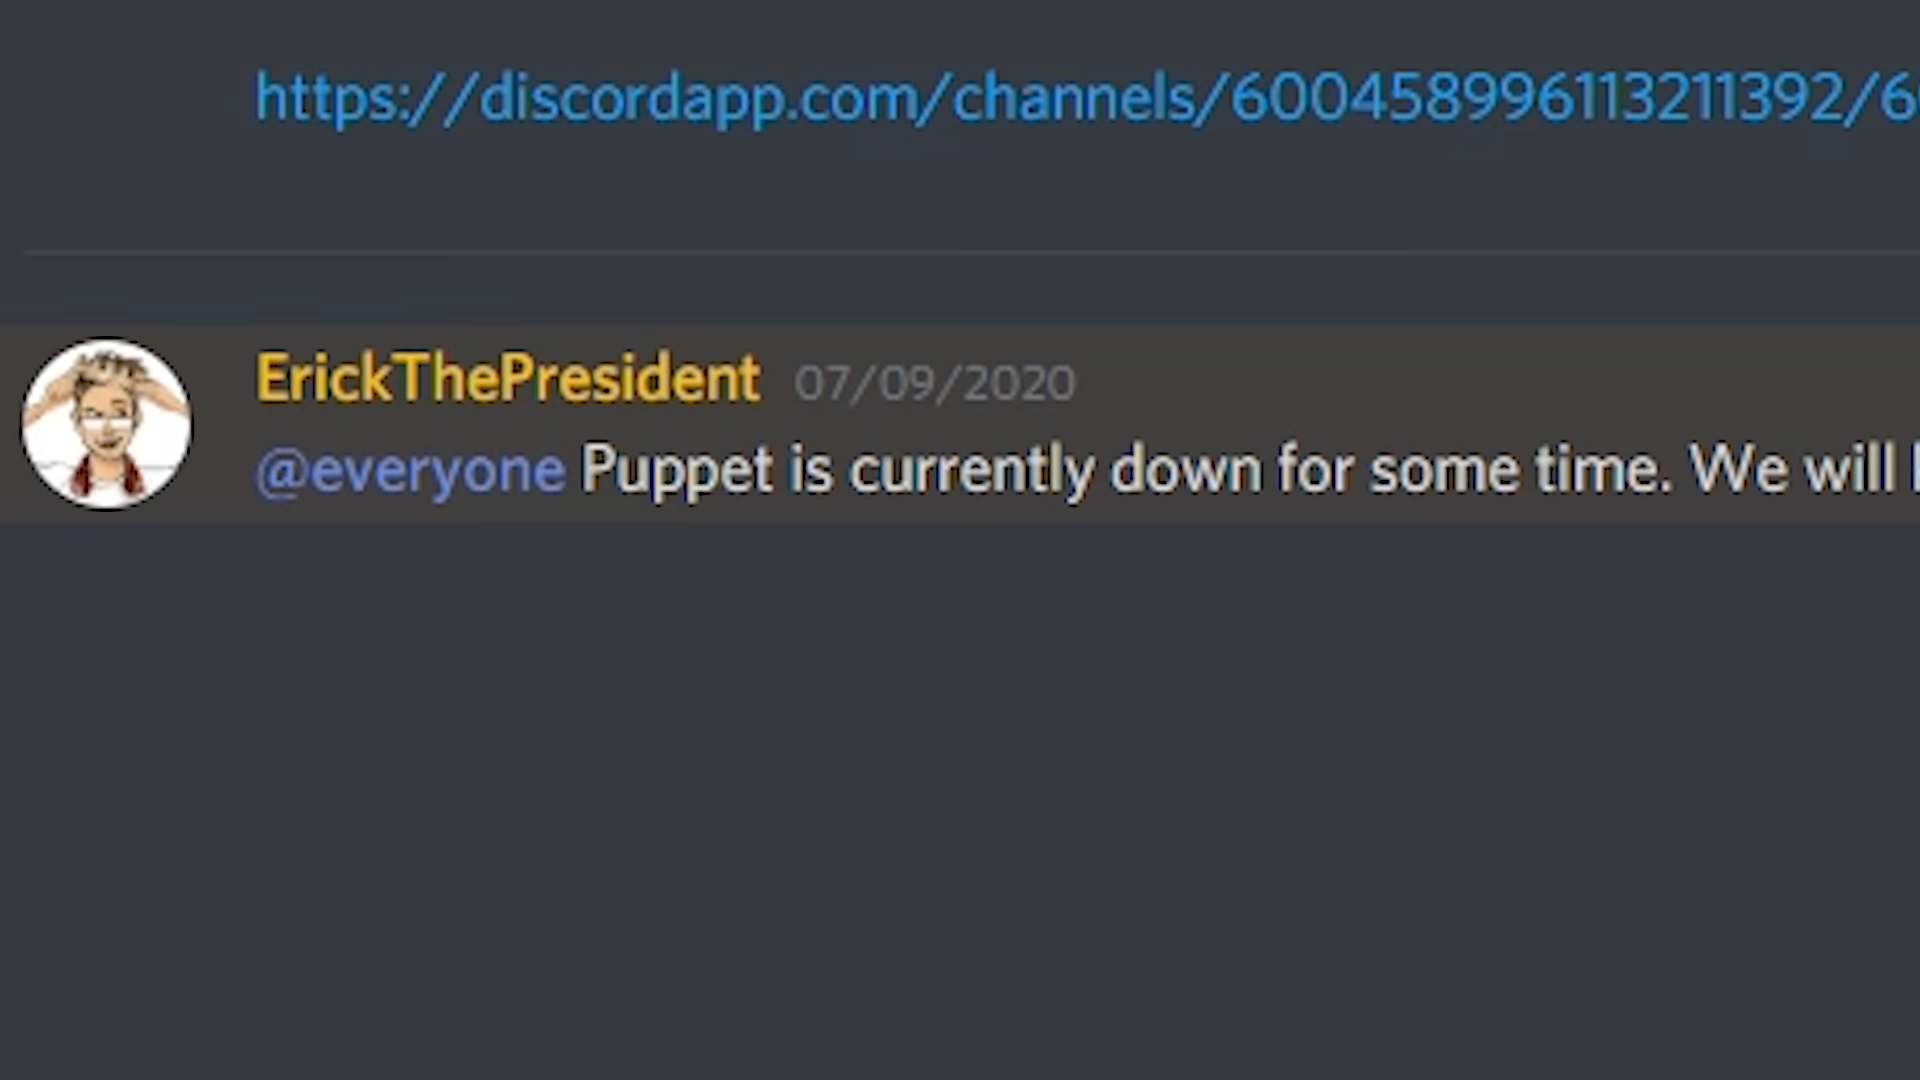 https://discordapp.com/channels/600458996113211392/6
ErickThePresident 07/09/2020
@everyone Puppet is currently down for some time. We will